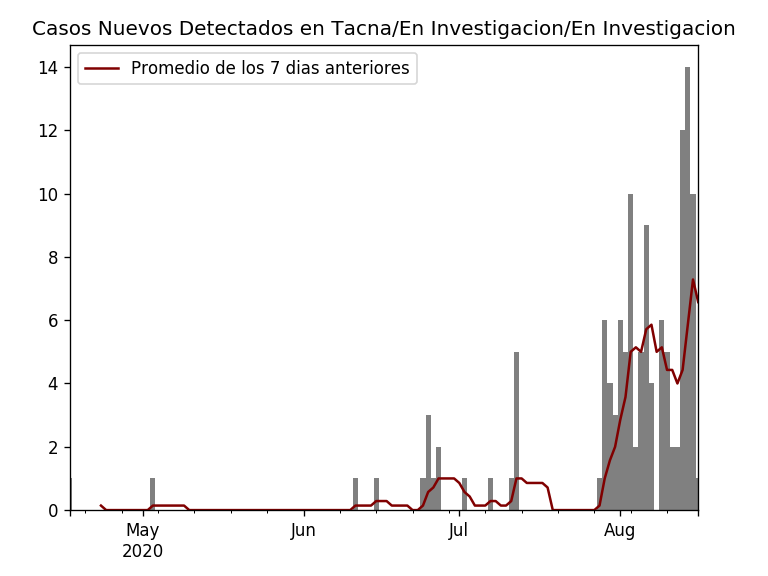 Casos Nuevos Detectados en Tacna/En Investigacion/En Investigacion
Promedio de los 7 dias anteriores
14
12
10
8
6
4
2
0
May
2020
Jun
Jul
Aug